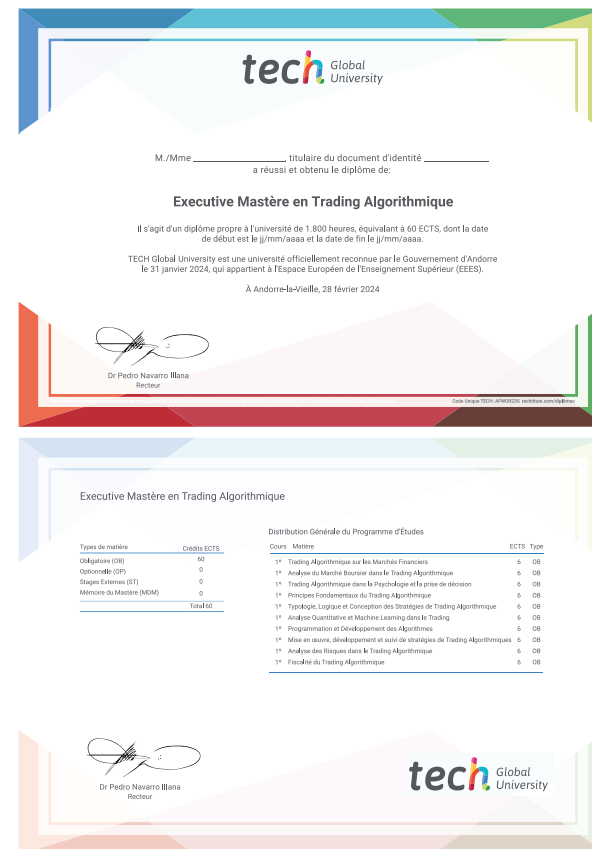 tech Global
University
M./Mme , titulaire du document d'identité
a réussi et obtenu le diplôme de:
Executive Mastère en Trading Algorithmique
Il s'agit d'un diplôme propre à l'université de 1.800 heures, équivalant à 60 ECTS, dont la date
de début est le jj/mm/aaaa et la date de fin le jj/mm/aaaa.
TECH Global University est une université officiellement reconnue par le Gouvernement d'Andorre
le 31 janvier 2024, qui appartient à l'Espace Européen de l'Enseignement Supérieur (EEES).
À Andorre-la-Vieille, 28 février 2024
Dr Pedro Navarro Illana
Recteur
Code Unique TECH: AFWOR23S techtitute.com/diplômes
Executive Mastère en Trading Algorithmique
Types de matière Crédits ECTS
Obligatoire (OB) 60
Optionnelle (OP) 0
Stages Externes (ST) 0
Mémoire du Mastère (MDM) 0
Total 60
Distribution Générale du Programme d'Études
Cours Matière ECTS Type
1º Trading Algorithmique sur les Marchés Financiers 6 OB
1º Analyse du Marché Boursier dans le Trading Algorithmique 6 OB
1º Trading Algorithmique dans la Psychologie et la prise de décision 6 OB
1º Principes Fondamentaux du Trading Algorithmique 6 OB
1º Typologie, Logique et Conception des Stratégies de Trading Algorithmique 6 OB
1º Analyse Quantitative et Machine Learning dans le Trading 6 OB
1º Programmation et Développement des Algorithmes 6 OB
1º Mise en œuvre, développement et suivi de stratégies de Trading Algorithmiques 6 OB
1º Analyse des Risques dans le Trading Algorithmique 6 OB
1º Fiscalité du Trading Algorithmique 6 OB
Dr Pedro Navarro Illana
Recteur
tech Global
University